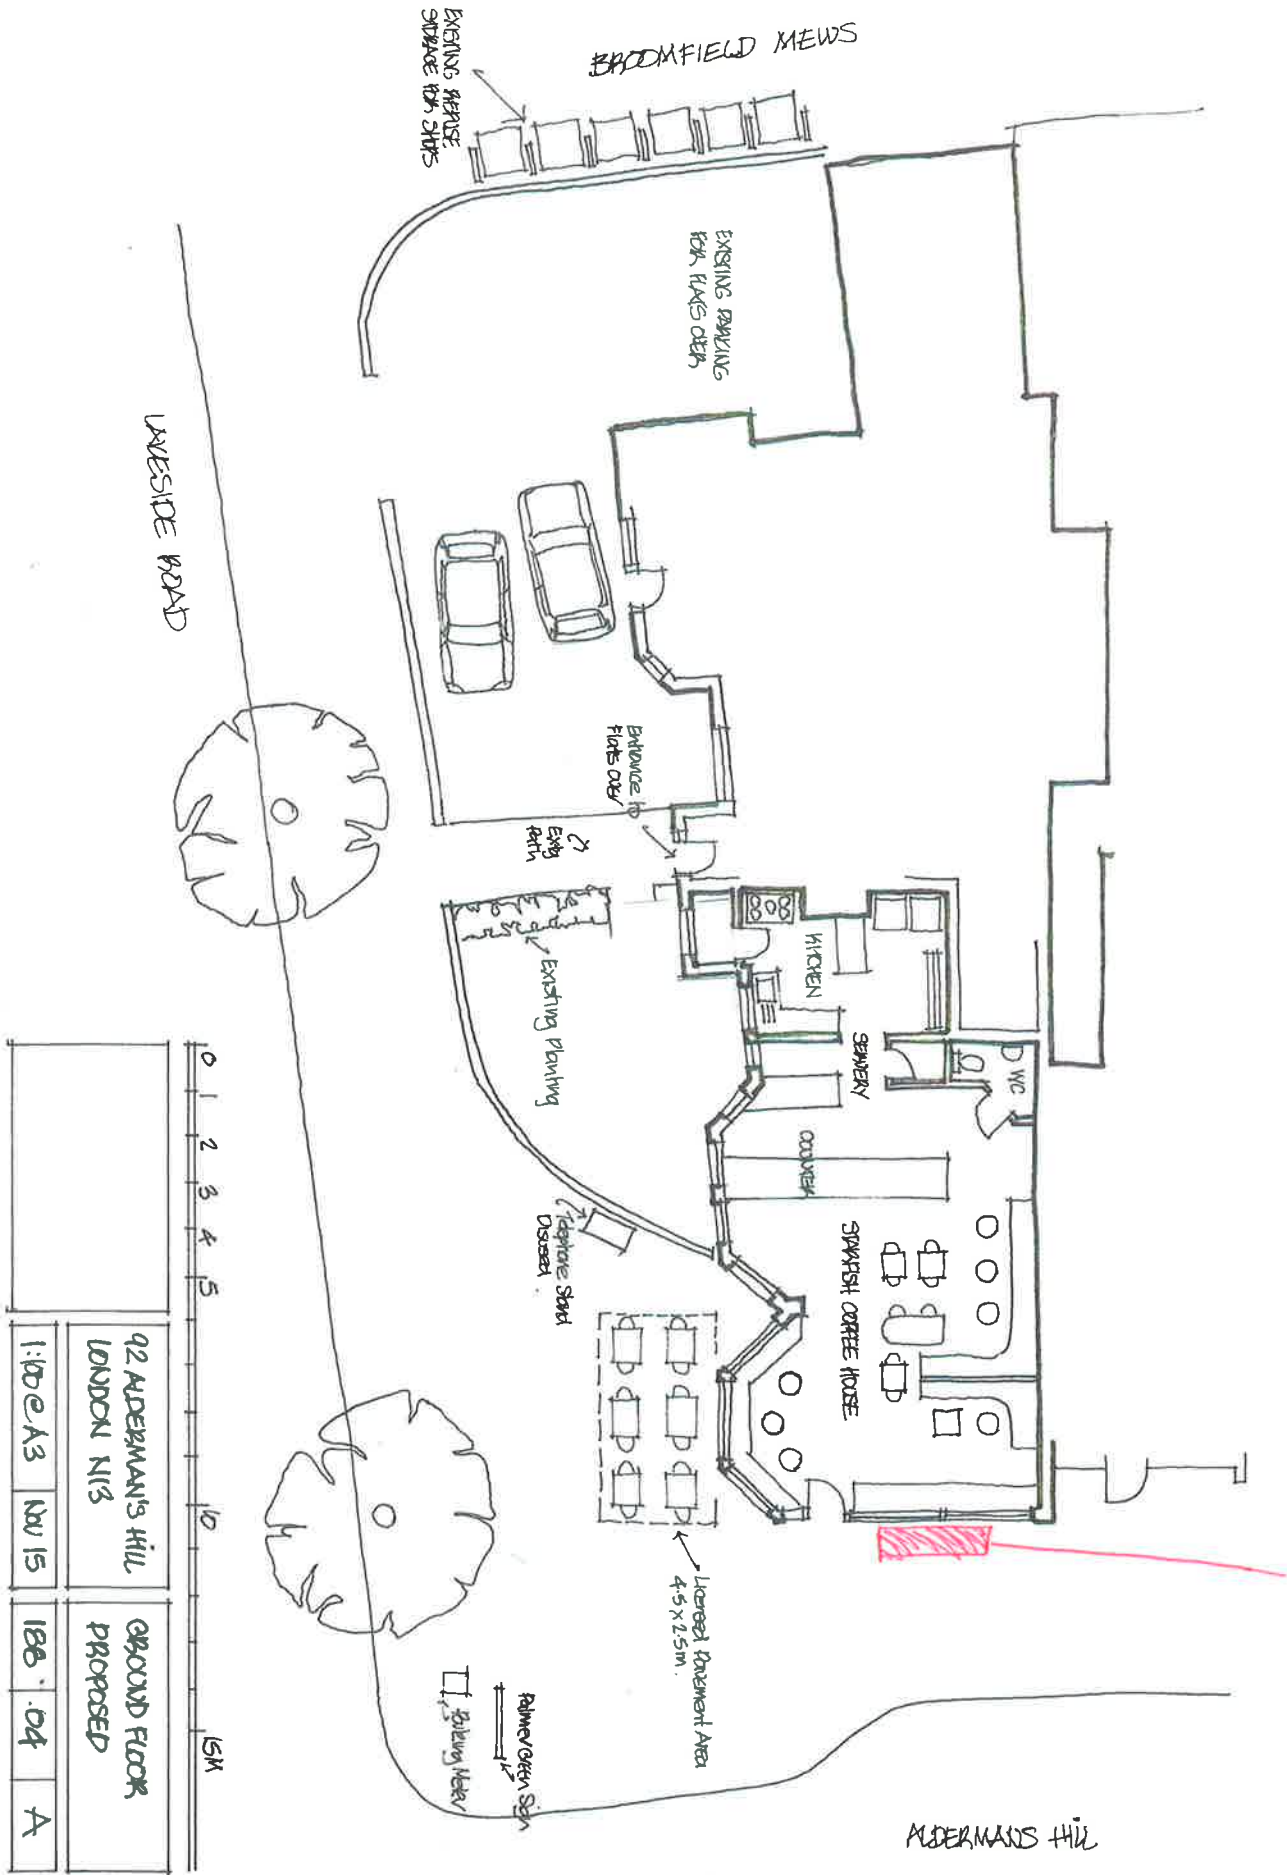 BROOMFIELD MEWS
EXISTING REFUSE
STORAGE FOR SHOPS
EXISTING PARKING
FOR FLATS OVER
LAKESIDE ROAD
Entrance to
Flats over
Extg
Path
Existing Planting
KITCHEN
SERVERY
WC
COUNTER
STARFISH COFFEE HOUSE
Telephone Stand
Disused.
Licensed Pavement Area
4.5 x 2.5m.
Palmers Green Sign
Parking Meter
ALDERMANS HILL
0 1 2 3 4 5 10 15M
92 ALDERMAN'S HILL
LONDON N13
GROUND FLOOR
PROPOSED
1:100 @ A3
NOV 15
188 . 04
A